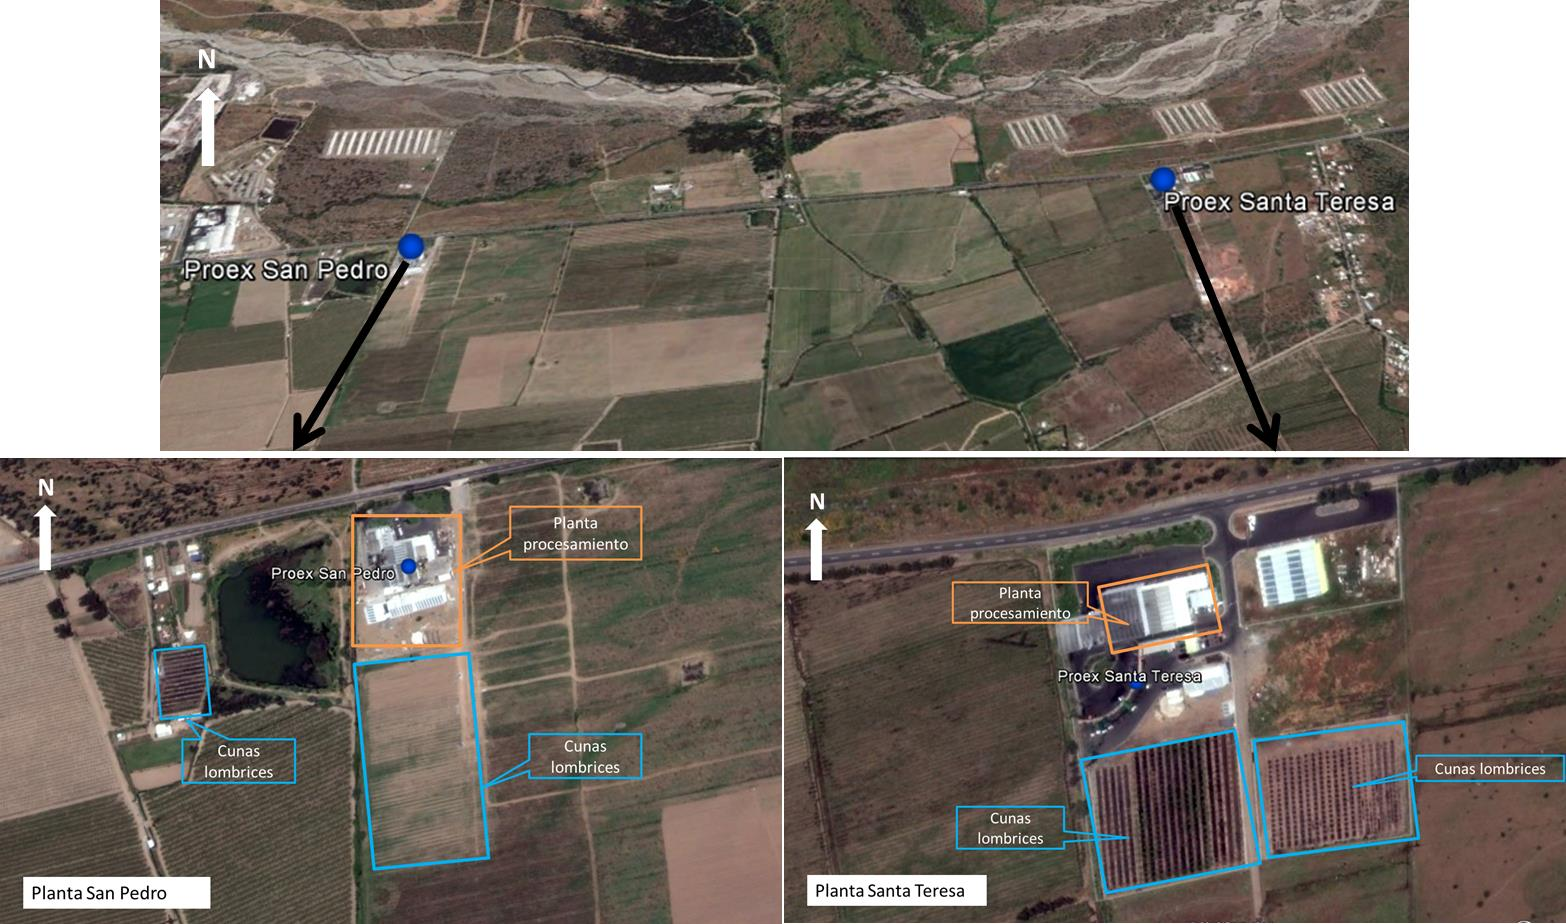 N
Proex Santa Teresa
Proex San Pedro
N
Planta
procesamiento
Proex San Pedro
Cunas
lombrices
Cunas
lombrices
Planta San Pedro
N
Planta
procesamiento
Proex Santa Teresa
Cunas lombrices
Cunas
lombrices
Planta Santa Teresa